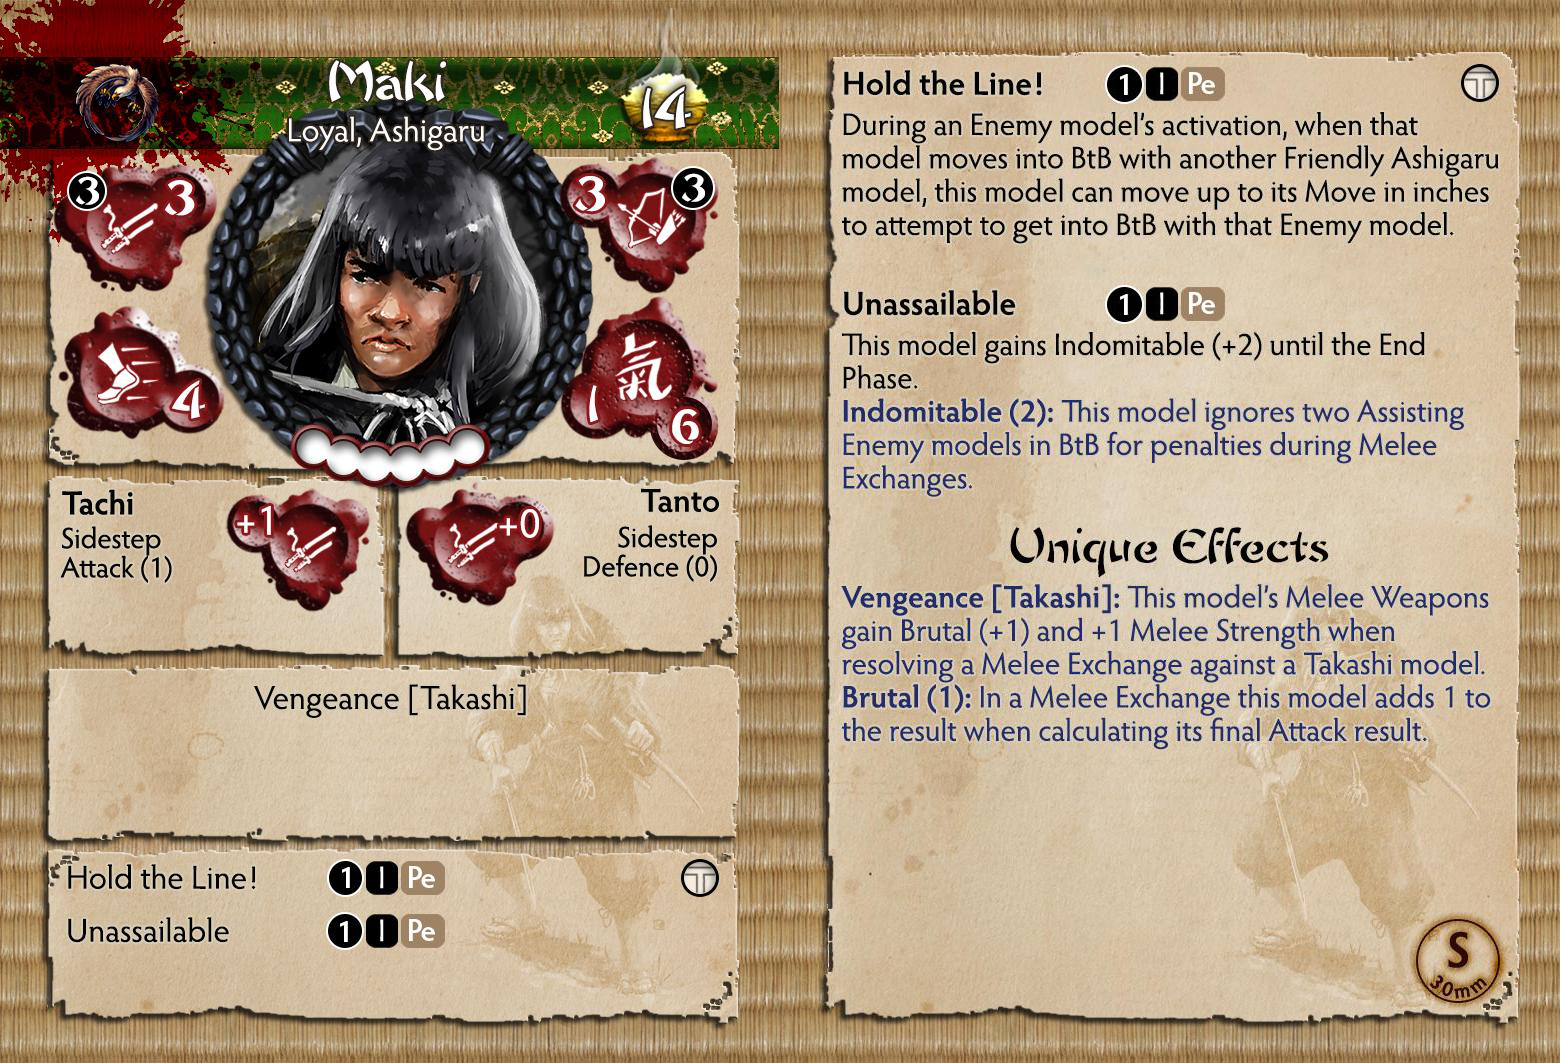 Maki
14
Loyal, Ashigaru
3
3
3
3
4
氣
1
6
Tachi
Sidestep
Attack (1)
+1
+0
Tanto
Sidestep
Defence (0)
Vengeance [Takashi]
Hold the Line! 1 I Pe T
Unassailable 1 I Pe
Hold the Line! 1 I Pe T
During an Enemy model's activation, when that
model moves into BtB with another Friendly Ashigaru
model, this model can move up to its Move in inches
to attempt to get into BtB with that Enemy model.
Unassailable 1 I Pe
This model gains Indomitable (+2) until the End
Phase.
Indomitable (2): This model ignores two Assisting
Enemy models in BtB for penalties during Melee
Exchanges.
Unique Effects
Vengeance [Takashi]: This model's Melee Weapons
gain Brutal (+1) and +1 Melee Strength when
resolving a Melee Exchange against a Takashi model.
Brutal (1): In a Melee Exchange this model adds 1 to
the result when calculating its final Attack result.
S
30mm